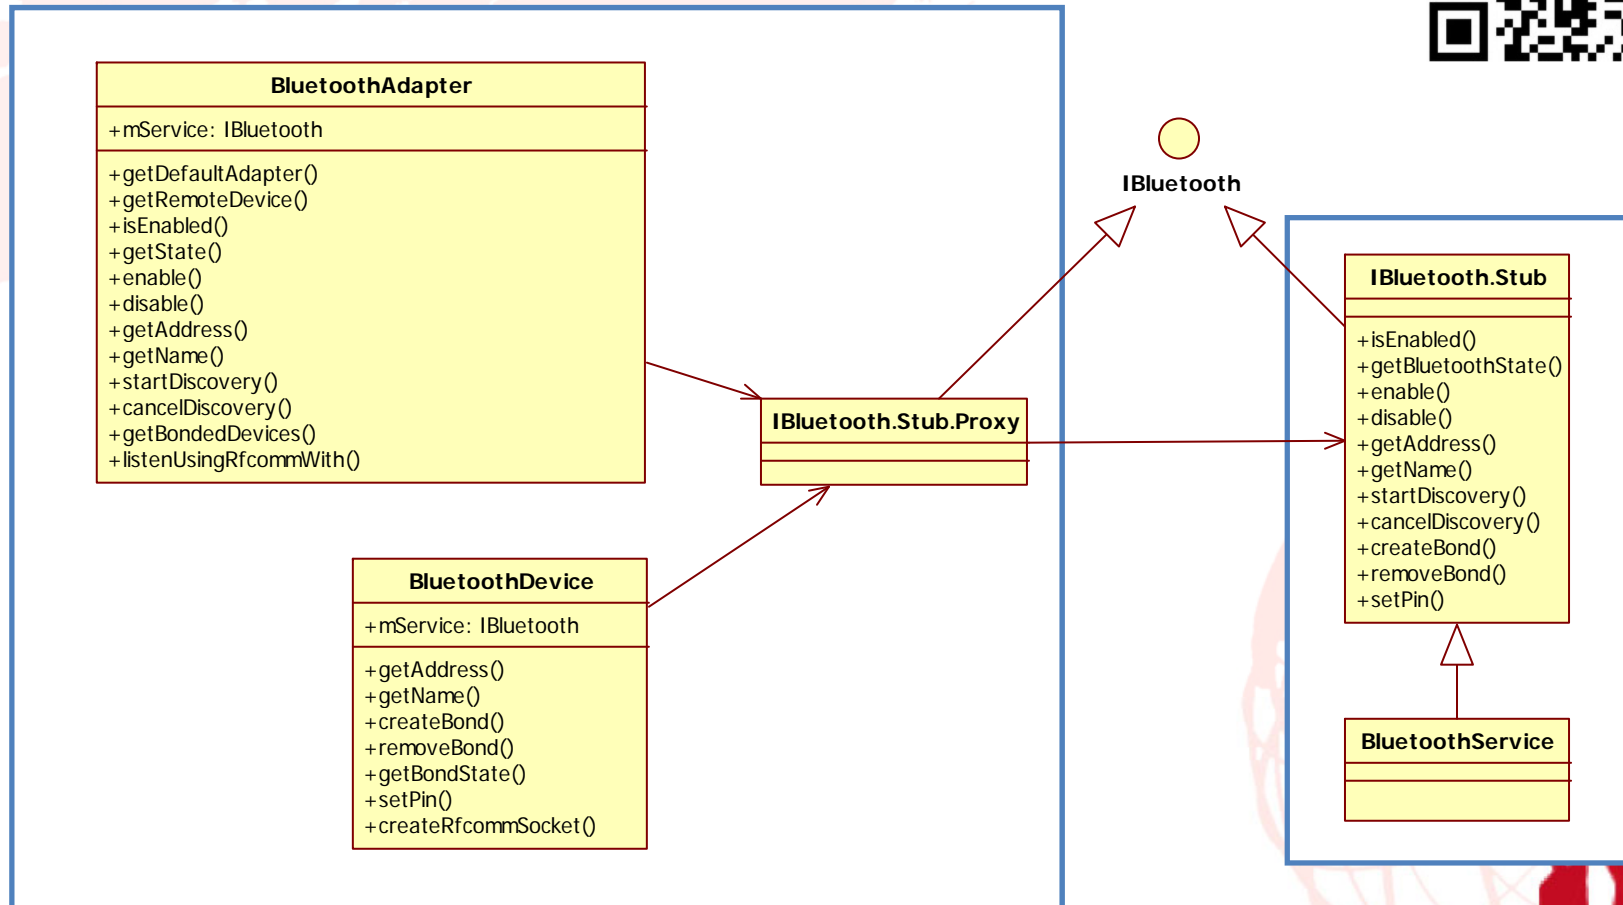 BluetoothAdapter
+mService: IBluetooth
+getDefaultAdapter()
+getRemoteDevice()
+isEnabled()
+getState()
+enable()
+disable()
+getAddress()
+getName()
+startDiscovery()
+cancelDiscovery()
+getBondedDevices()
+listenUsingRfcommWith()
BluetoothDevice
+mService: IBluetooth
+getAddress()
+getName()
+createBond()
+removeBond()
+getBondState()
+setPin()
+createRfcommSocket()
IBluetooth.Stub.Proxy
IBluetooth
IBluetooth.Stub
+isEnabled()
+getBluetoothState()
+enable()
+disable()
+getAddress()
+getName()
+startDiscovery()
+cancelDiscovery()
+createBond()
+removeBond()
+setPin()
BluetoothService